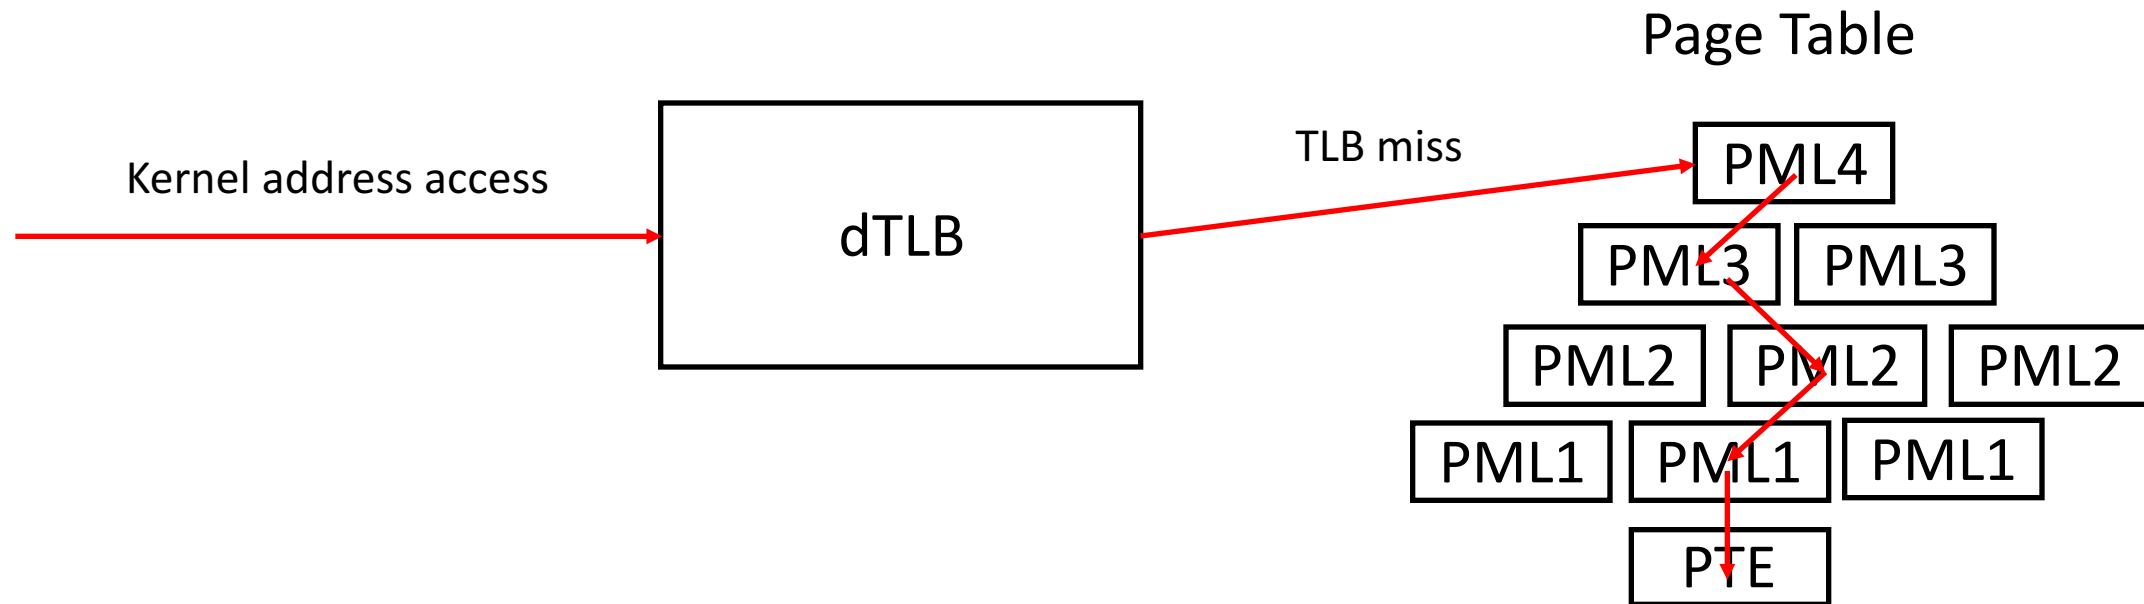 Page Table
Kernel address access
dTLB
TLB miss
PML4
PML3 PML3
PML2 PML2 PML2
PML1 PML1 PML1
PTE